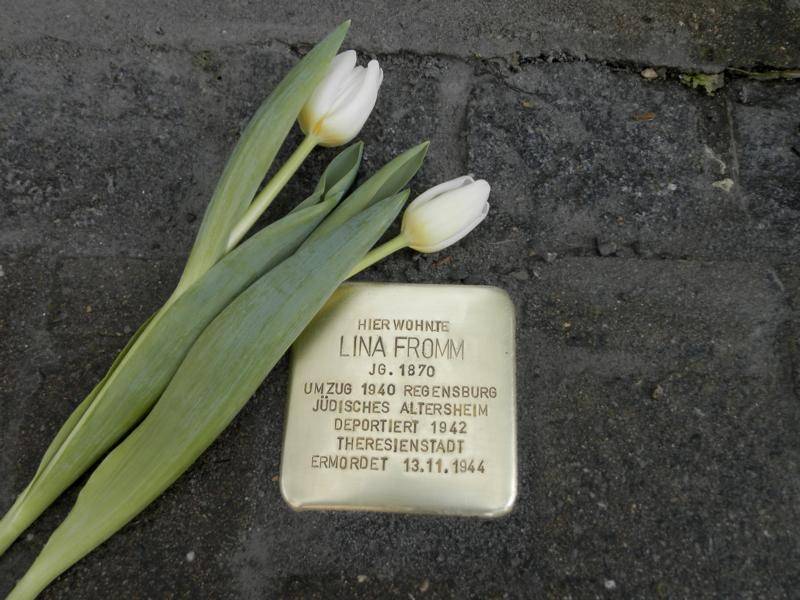 HIER WOHNTE
LINA FROMM
JG. 1870
UMZUG 1940 REGENSBURG
JÜDISCHES ALTERSHEIM
DEPORTIERT 1942
THERESIENSTADT
ERMORDET 13.11.1944